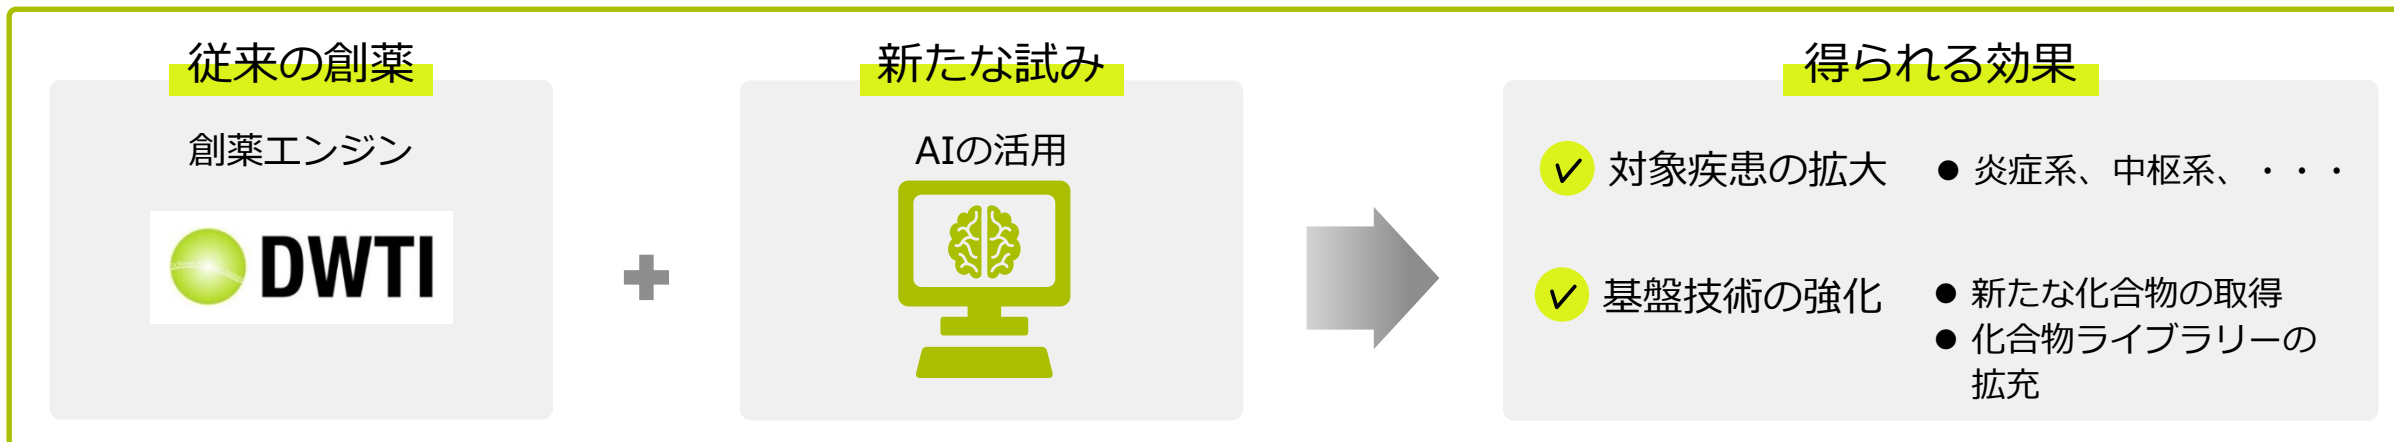 従来の創薬
創薬エンジン
DWTI
新たな試み
AIの活用
得られる効果
対象疾患の拡大
● 炎症系、中枢系、・・・
基盤技術の強化
● 新たな化合物の取得
● 化合物ライブラリーの
拡充